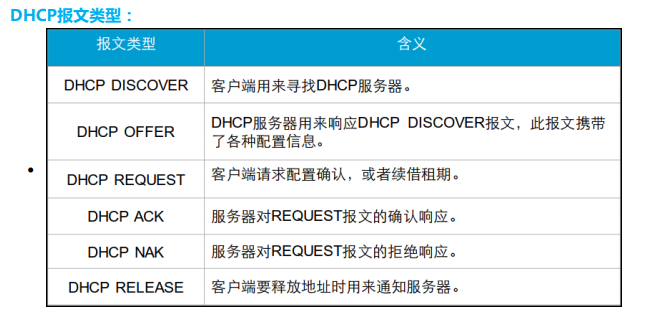 DHCP报文类型：
报文类型 含义
DHCP DISCOVER 客户端用来寻找DHCP服务器。
DHCP OFFER DHCP服务器用来响应DHCP DISCOVER报文，此报文携带
了各种配置信息。
DHCP REQUEST 客户端请求配置确认，或者续借租期。
DHCP ACK 服务器对REQUEST报文的确认响应。
DHCP NAK 服务器对REQUEST报文的拒绝响应。
DHCP RELEASE 客户端要释放地址时用来通知服务器。